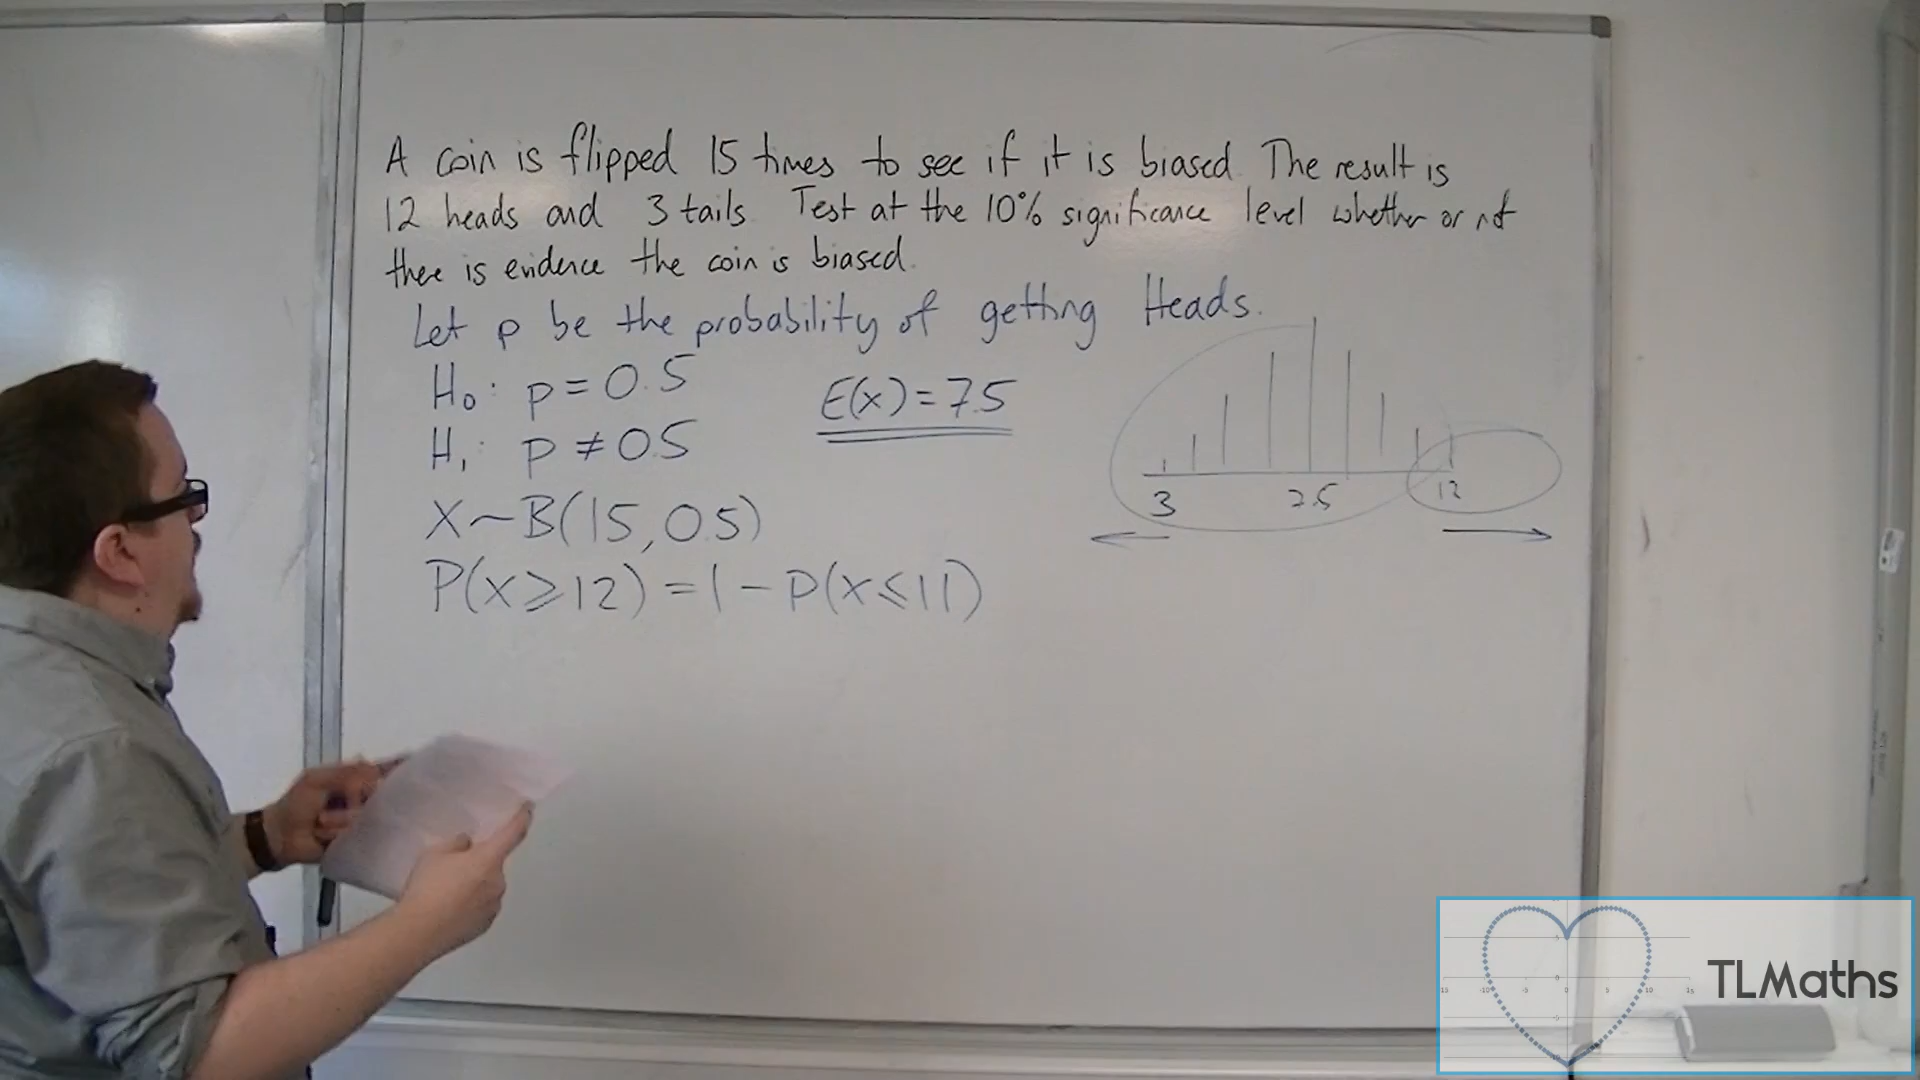 A coin is flipped 15 times to see if it is biased. The result is
12 heads and 3 tails. Test at the 10% significance level whether or not
there is evidence the coin is biased.
Let p be the probability of getting Heads.
H₀: p = 0.5
E(x) = 7.5
H₁: p ≠ 0.5
3 7.5 12
X ~ B(15, 0.5)
P(X ≥ 12) = 1 - P(X ≤ 11)
TLMaths